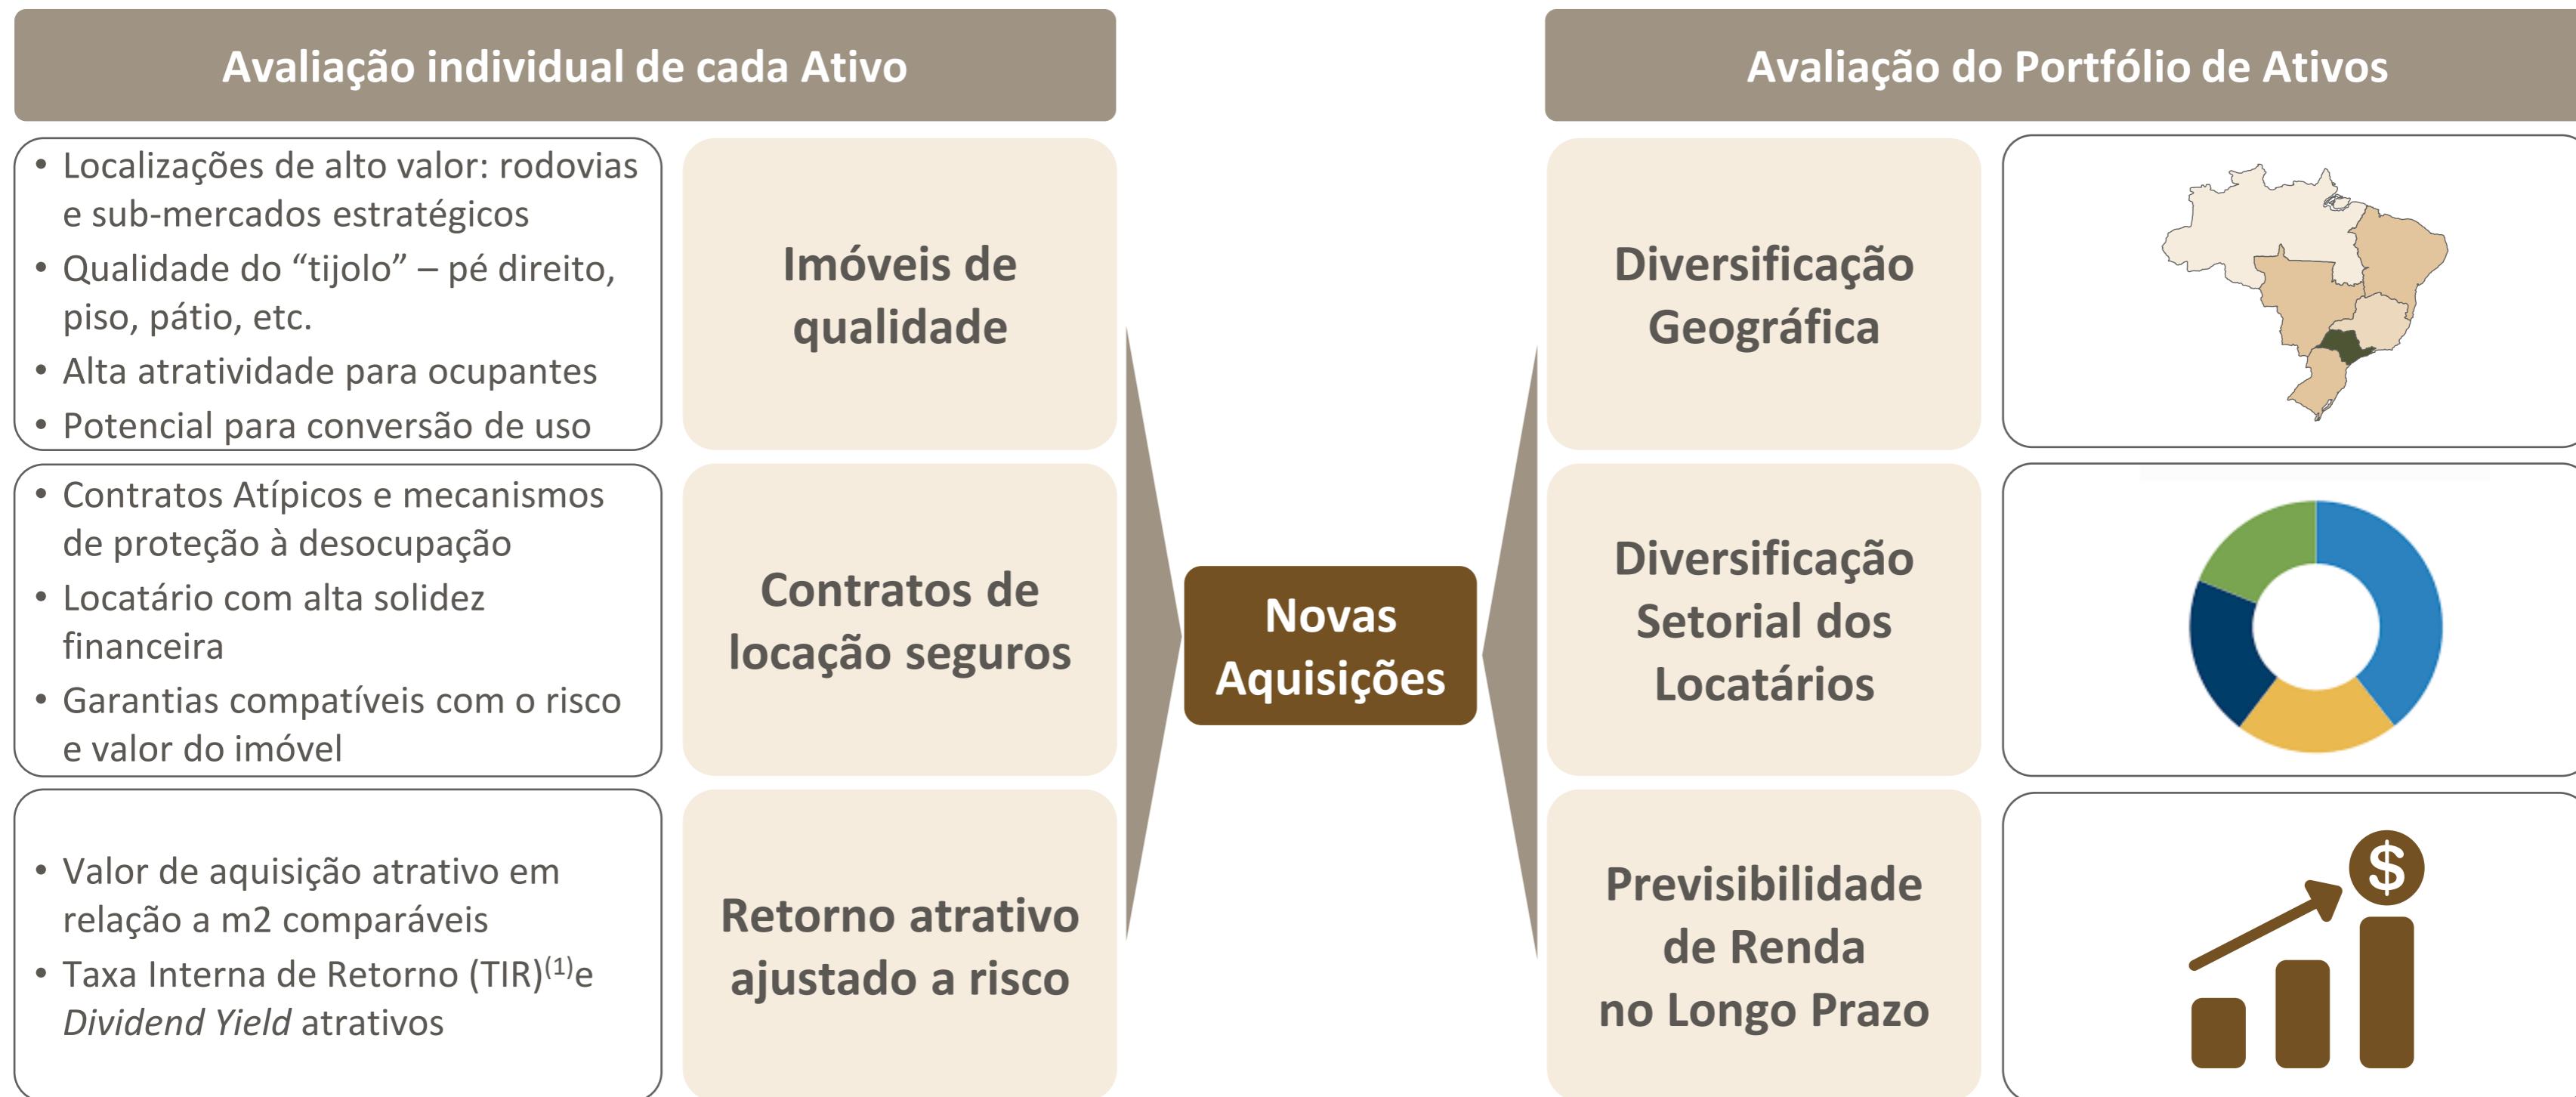 Avaliação individual de cada Ativo
• Localizações de alto valor: rodovias
e sub-mercados estratégicos
• Qualidade do “tijolo” – pé direito,
piso, pátio, etc.
• Alta atratividade para ocupantes
• Potencial para conversão de uso
Imóveis de
qualidade
• Contratos Atípicos e mecanismos
de proteção à desocupação
• Locatário com alta solidez
financeira
• Garantias compatíveis com o risco
e valor do imóvel
Contratos de
locação seguros
• Valor de aquisição atrativo em
relação a m2 comparáveis
• Taxa Interna de Retorno (TIR)⁽¹⁾e
Dividend Yield atrativos
Retorno atrativo
ajustado a risco
Novas
Aquisições
Avaliação do Portfólio de Ativos
Diversificação
Geográfica
Diversificação
Setorial dos
Locatários
Previsibilidade
de Renda
no Longo Prazo
$